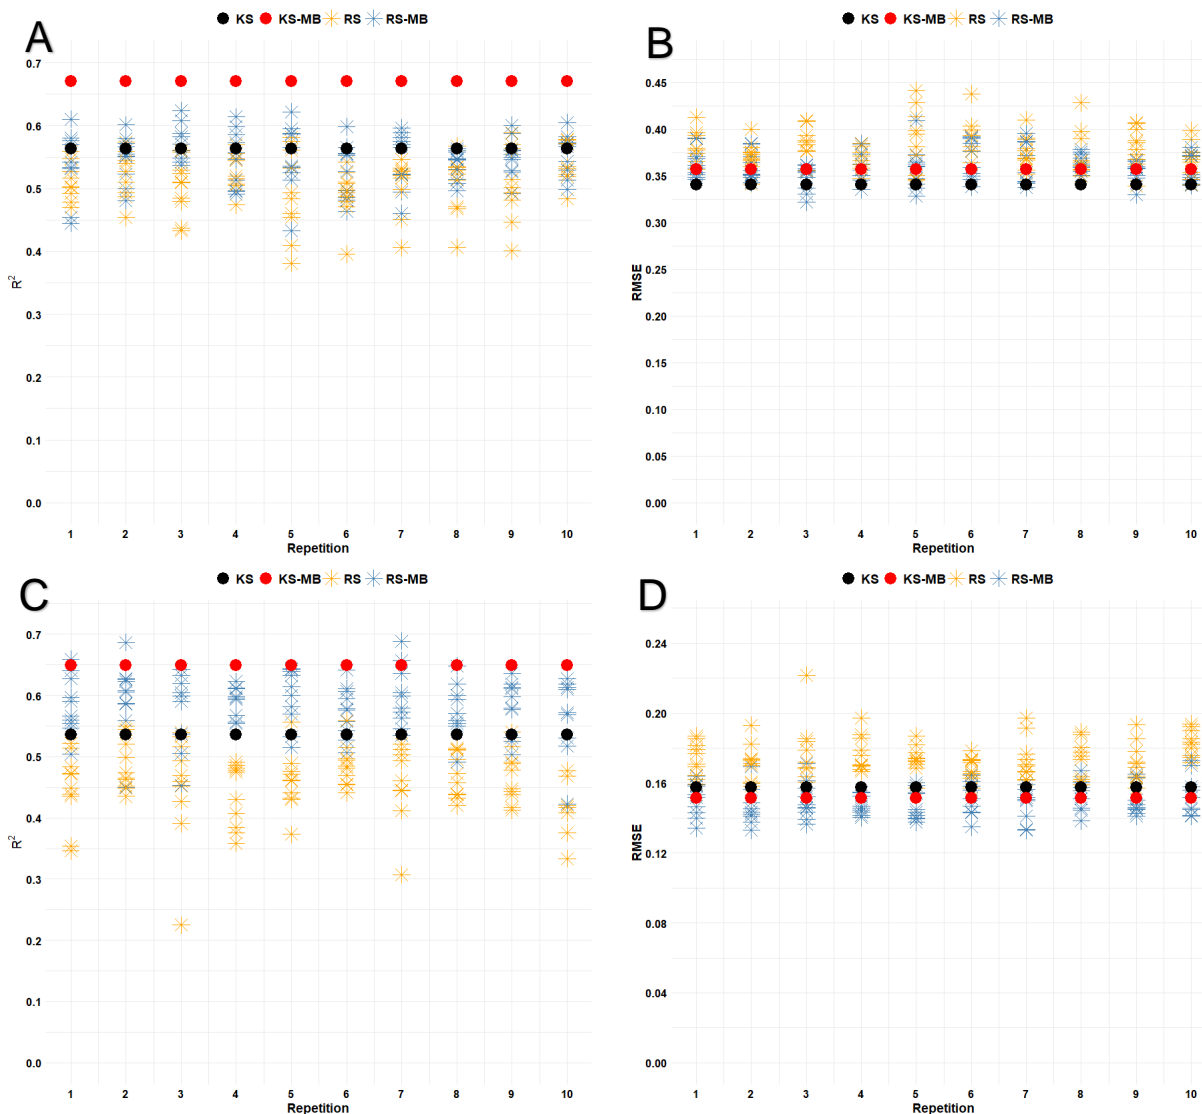 A
KS KS-MB RS RS-MB
0.7
0.6
0.5
0.4
0.3
0.2
0.1
0.0
R²
1 2 3 4 5 6 7 8 9 10
Repetition
B
KS KS-MB RS RS-MB
0.45
0.40
0.35
0.30
0.25
0.20
0.15
0.10
0.05
0.00
RMSE
1 2 3 4 5 6 7 8 9 10
Repetition
C
KS KS-MB RS RS-MB
0.7
0.6
0.5
0.4
0.3
0.2
0.1
0.0
R²
1 2 3 4 5 6 7 8 9 10
Repetition
D
KS KS-MB RS RS-MB
0.24
0.20
0.16
0.12
0.08
0.04
0.00
RMSE
1 2 3 4 5 6 7 8 9 10
Repetition